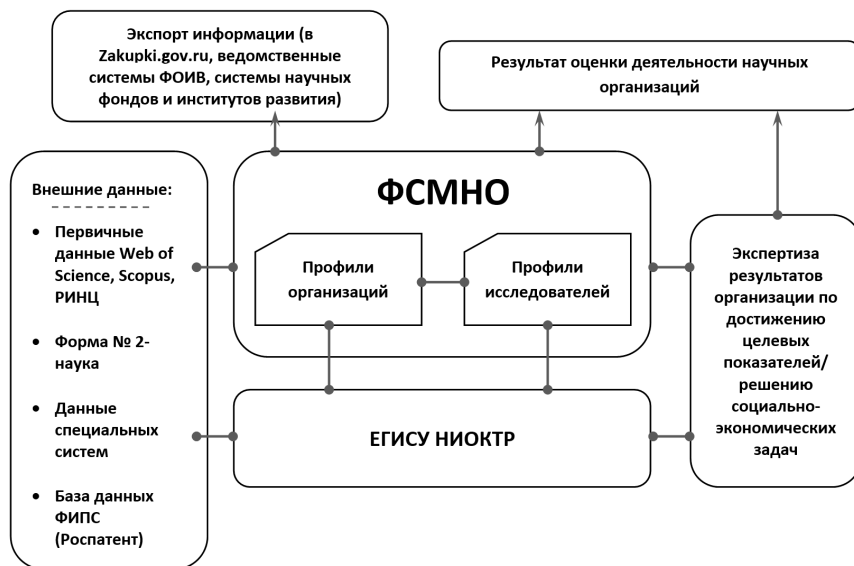 Экспорт информации (в
Zakupki.gov.ru, ведомственные
системы ФОИВ, системы научных
фондов и институтов развития)
Результат оценки деятельности научных
организаций
Внешние данные:
• Первичные
данные Web of
Science, Scopus,
РИНЦ
• Форма № 2-
наука
• Данные
специальных
систем
• База данных
ФИПС
(Роспатент)
ФСМНО
Профили
организаций
Профили
исследователей
ЕГИСУ НИОКТР
Экспертиза
результатов
организации по
достижению
целевых
показателей/
решению
социально-
экономических
задач